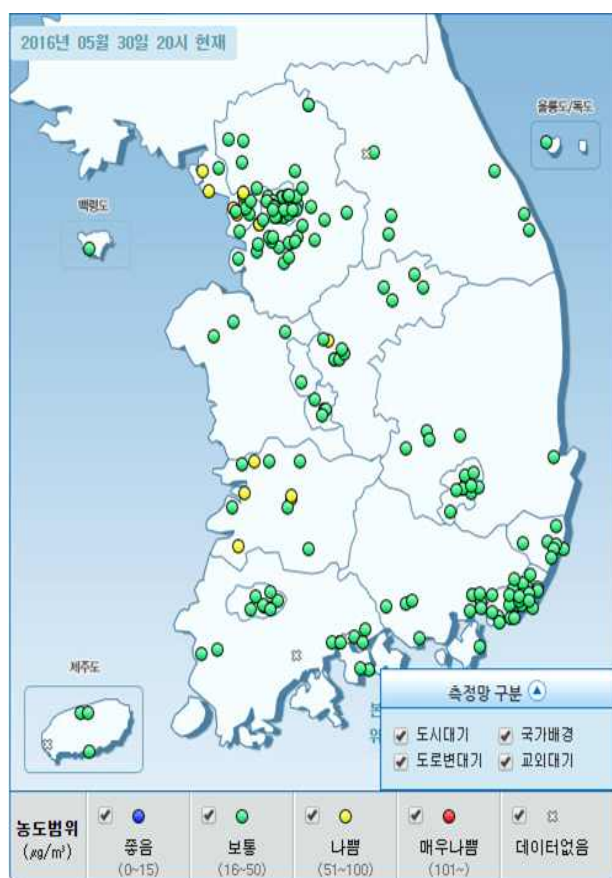 2016년 05월 30일 20시 현재
울릉도/독도
백령도
제주도
측정망 구분
도시대기
국가배경
도로변대기
교외대기
농도범위
(㎍/㎥)
좋음
(0~15)
보통
(16~50)
나쁨
(51~100)
매우나쁨
(101~)
데이터없음